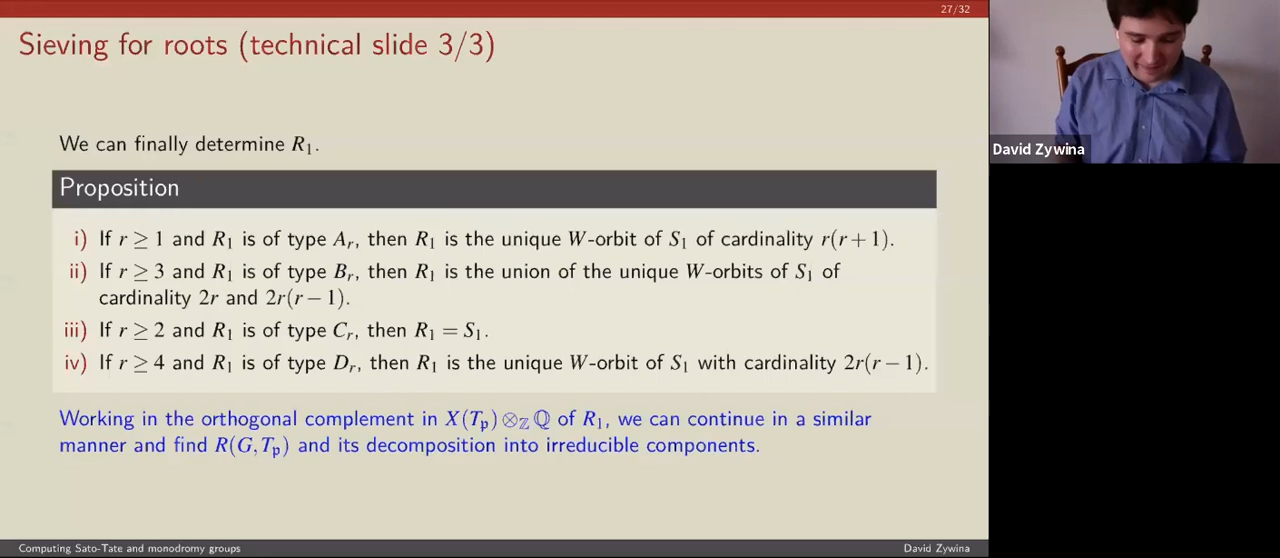 27/32
Sieving for roots (technical slide 3/3)
We can finally determine R₁.
Proposition
i) If r ≥ 1 and R₁ is of type Aᵣ, then R₁ is the unique W-orbit of S₁ of cardinality r(r+1).
ii) If r ≥ 3 and R₁ is of type Bᵣ, then R₁ is the union of the unique W-orbits of S₁ of
cardinality 2r and 2r(r−1).
iii) If r ≥ 2 and R₁ is of type Cᵣ, then R₁ = S₁.
iv) If r ≥ 4 and R₁ is of type Dᵣ, then R₁ is the unique W-orbit of S₁ with cardinality 2r(r−1).
Working in the orthogonal complement in X(T_𝔭) ⊗_ℤ ℚ of R₁, we can continue in a similar
manner and find R(G,T_𝔭) and its decomposition into irreducible components.
Computing Sato-Tate and monodromy groups
David Zywina
David Zywina